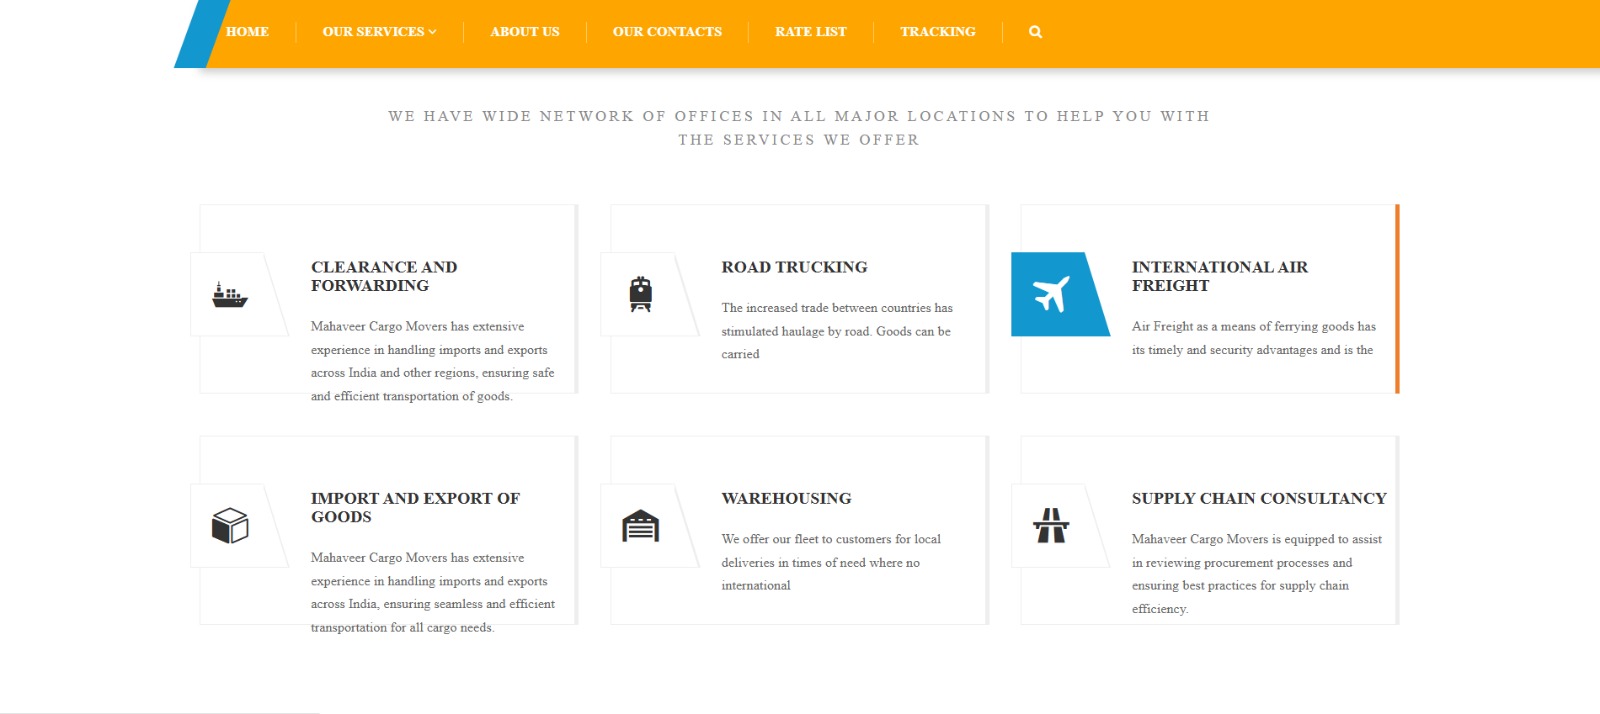 HOME OUR SERVICES ABOUT US OUR CONTACTS RATE LIST TRACKING
WE HAVE WIDE NETWORK OF OFFICES IN ALL MAJOR LOCATIONS TO HELP YOU WITH
THE SERVICES WE OFFER
CLEARANCE AND
FORWARDING
Mahaveer Cargo Movers has extensive
experience in handling imports and exports
across India and other regions, ensuring safe
and efficient transportation of goods.
ROAD TRUCKING
The increased trade between countries has
stimulated haulage by road. Goods can be
carried
INTERNATIONAL AIR
FREIGHT
Air Freight as a means of ferrying goods has
its timely and security advantages and is the
IMPORT AND EXPORT OF
GOODS
Mahaveer Cargo Movers has extensive
experience in handling imports and exports
across India, ensuring seamless and efficient
transportation for all cargo needs.
WAREHOUSING
We offer our fleet to customers for local
deliveries in times of need where no
international
SUPPLY CHAIN CONSULTANCY
Mahaveer Cargo Movers is equipped to assist
in reviewing procurement processes and
ensuring best practices for supply chain
efficiency.